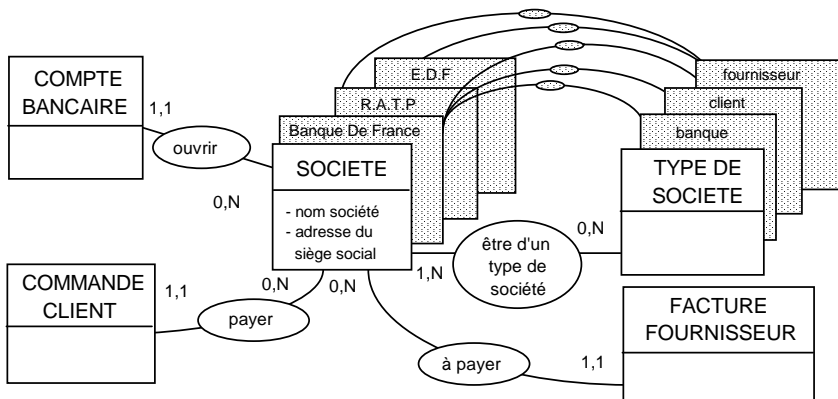 E.D.F
fournisseur
COMPTE
BANCAIRE
R.A.T.P
client
1,1
Banque De France
banque
ouvrir
SOCIETE
TYPE DE
SOCIETE
0,N
- nom société
- adresse du
siège social
être d'un
type de
société
0,N
COMMANDE
CLIENT
1,1
0,N
0,N
1,N
payer
FACTURE
FOURNISSEUR
à payer
1,1